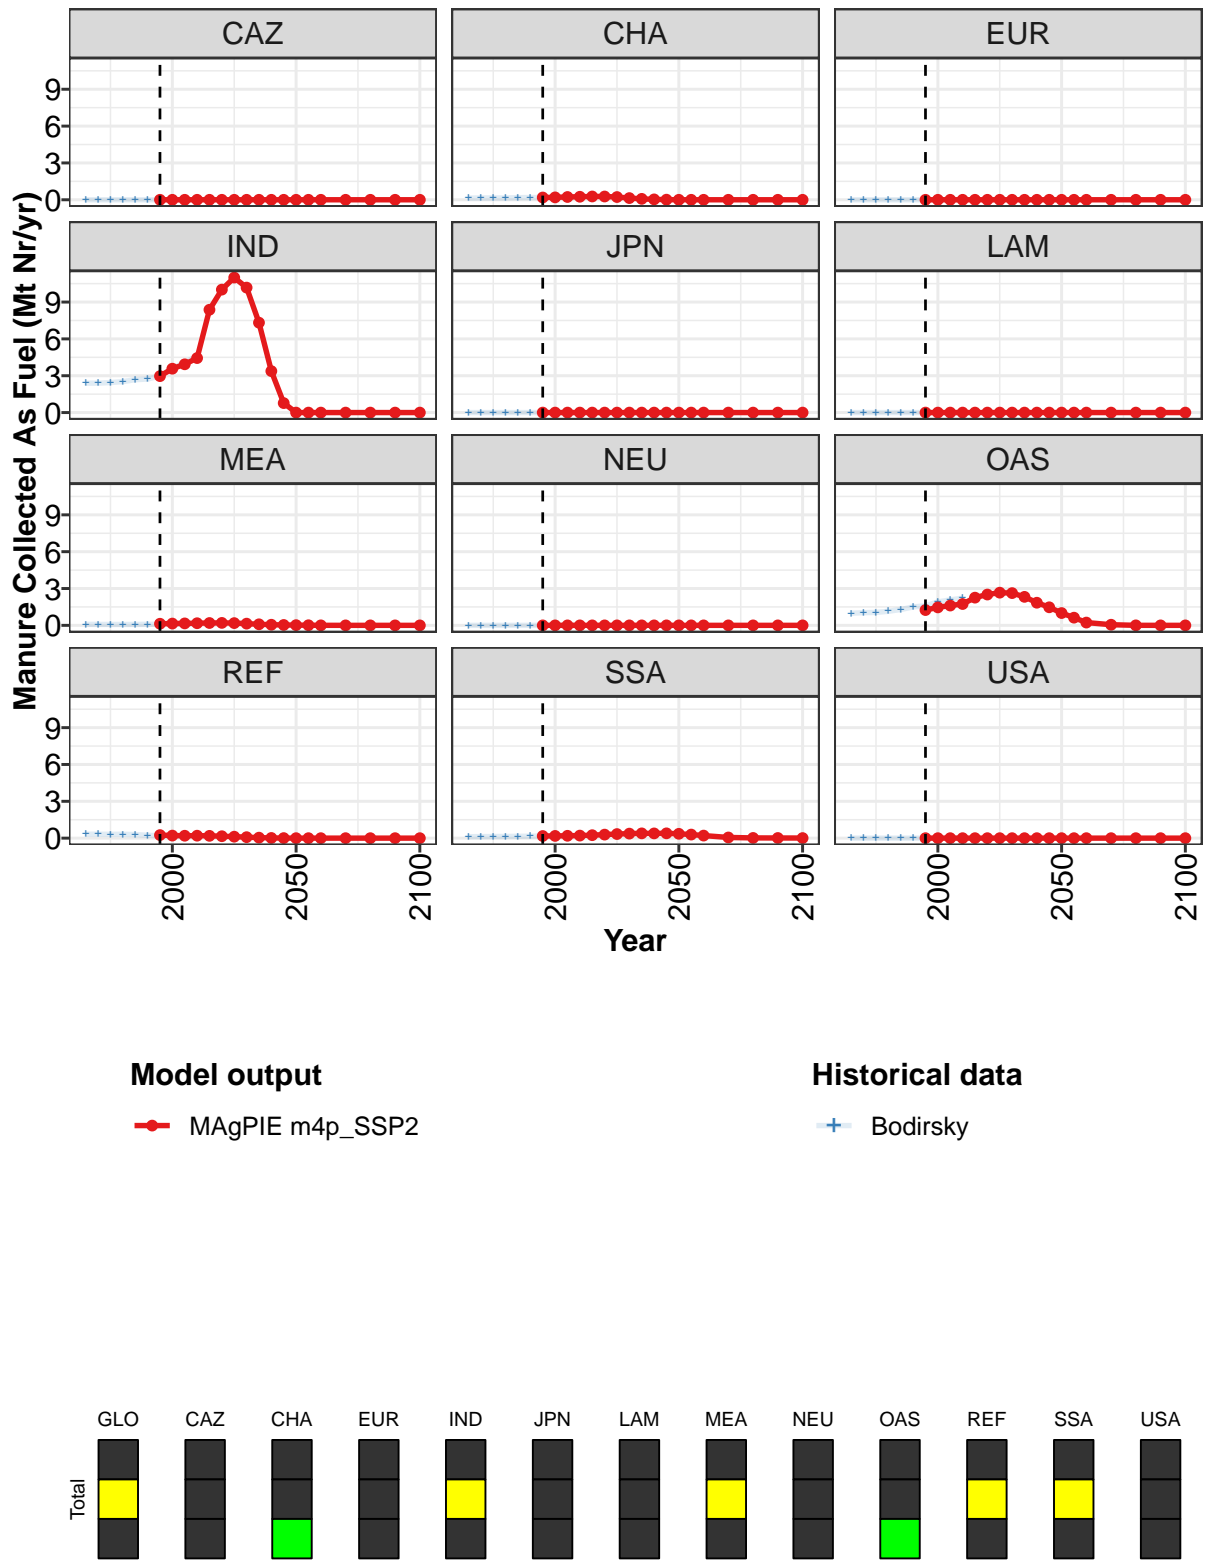 CAZ CHA EUR
9
6
3
0
IND JPN LAM
9
6
3
0
MEA NEU OAS
9
6
3
0
REF SSA USA
9
6
3
0
2000 2050 2100 2000 2050 2100 2000 2050 2100
Year
Manure Collected As Fuel (Mt Nr/yr)
Model output
MAgPIE m4p_SSP2
Historical data
Bodirsky
GLO CAZ CHA EUR IND JPN LAM MEA NEU OAS REF SSA USA
Total